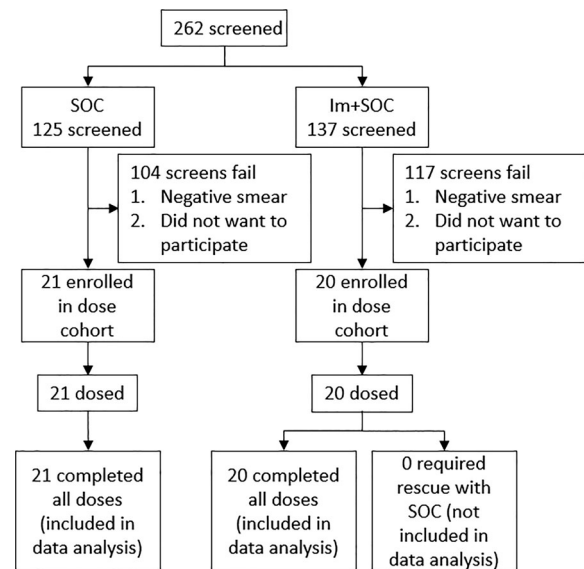 262 screened
SOC
125 screened
Im+SOC
137 screened
104 screens fail
1. Negative smear
2. Did not want to
participate
117 screens fail
1. Negative smear
2. Did not want to
participate
21 enrolled
in dose
cohort
20 enrolled
in dose
cohort
21 dosed
20 dosed
21 completed
all doses
(included in
data analysis)
20 completed
all doses
(included in
data analysis)
0 required
rescue with
SOC (not
included in
data analysis)